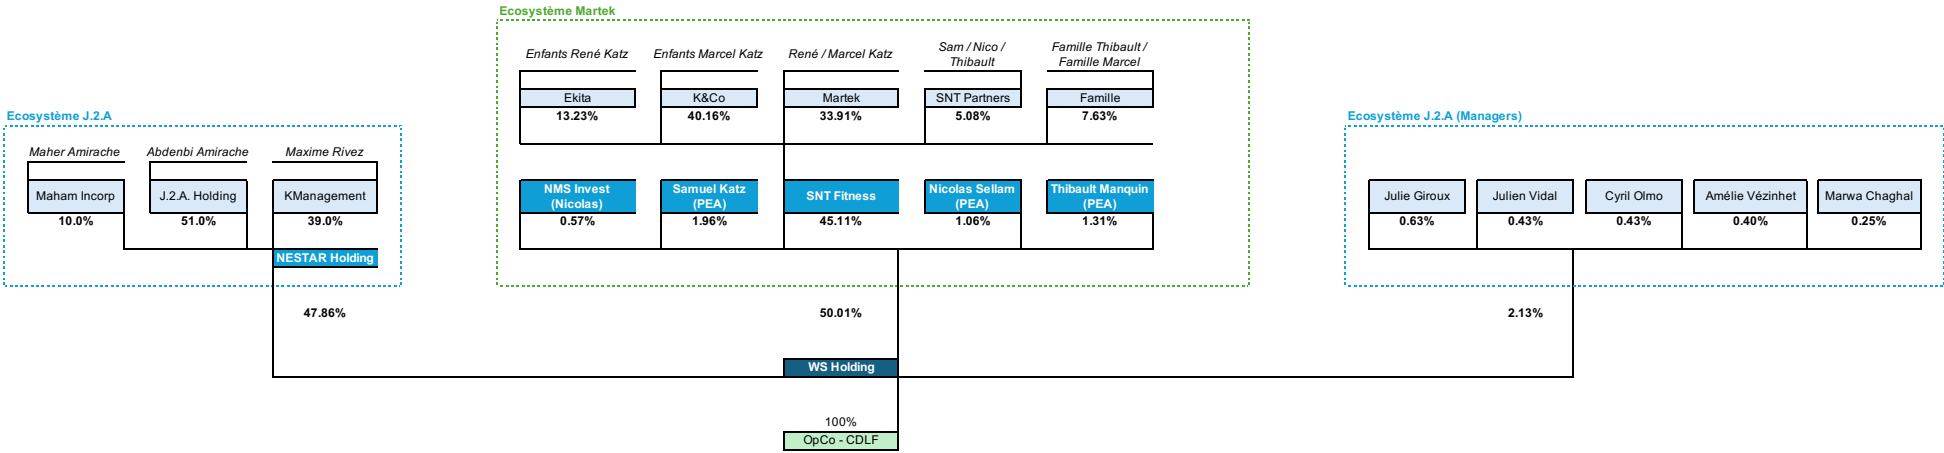 Ecosystème Martek
Enfants René Katz
Enfants Marcel Katz
René / Marcel Katz
Sam / Nico /
Thibault
Famille Thibault /
Famille Marcel
Ekita
K&Co
Martek
SNT Partners
Famille
13.23%
40.16%
33.91%
5.08%
7.63%
NMS Invest
(Nicolas)
Samuel Katz
(PEA)
SNT Fitness
Nicolas Sellam
(PEA)
Thibault Manquin
(PEA)
0.57%
1.96%
45.11%
1.06%
1.31%
Ecosystème J.2.A
Maher Amirache
Abdenbi Amirache
Maxime Rivez
Maham Incorp
J.2.A. Holding
KManagement
10.0%
51.0%
39.0%
NESTAR Holding
Ecosystème J.2.A (Managers)
Julie Giroux
Julien Vidal
Cyril Olmo
Amélie Vézinhet
Marwa Chaghal
0.63%
0.43%
0.43%
0.40%
0.25%
47.86%
50.01%
2.13%
WS Holding
100%
OpCo - CDLF